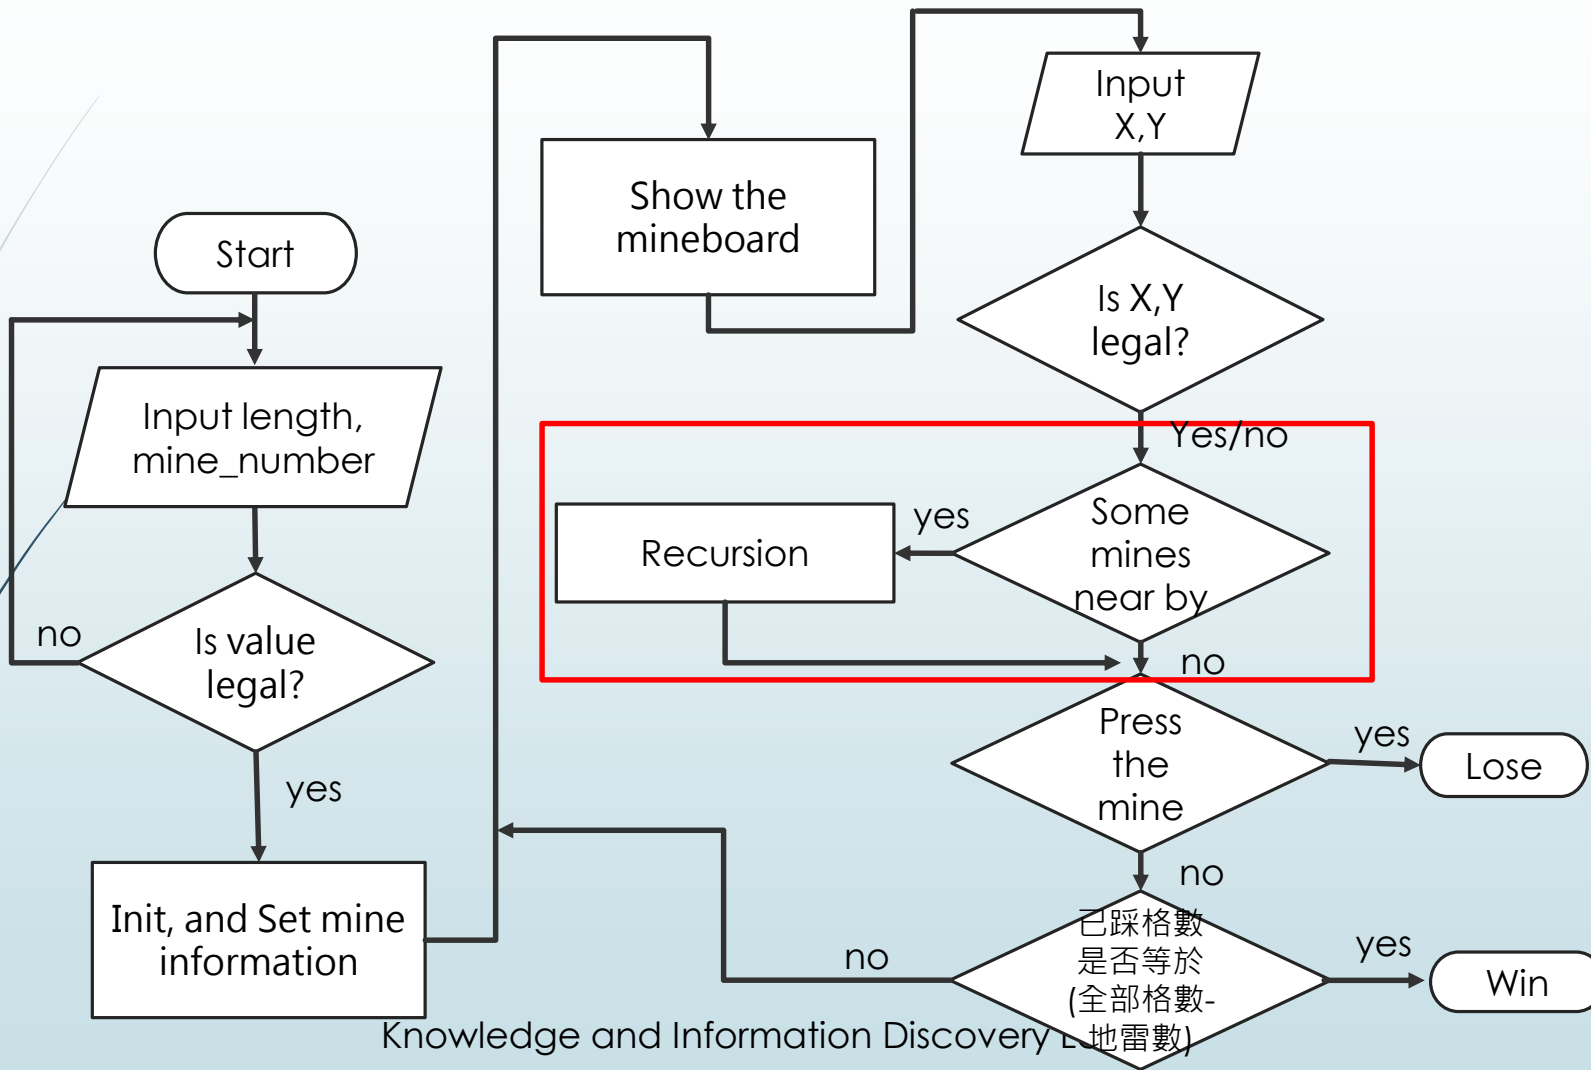 Start
Input length,
mine_number
Is value
legal?
no
yes
Init, and Set mine
information
Show the
mineboard
Input
X,Y
Is X,Y
legal?
Yes/no
Some
mines
near by
yes
Recursion
no
Press
the
mine
yes
Lose
no
已踩格數
是否等於
(全部格數-
地雷數)
no
yes
Win
Knowledge and Information Discovery